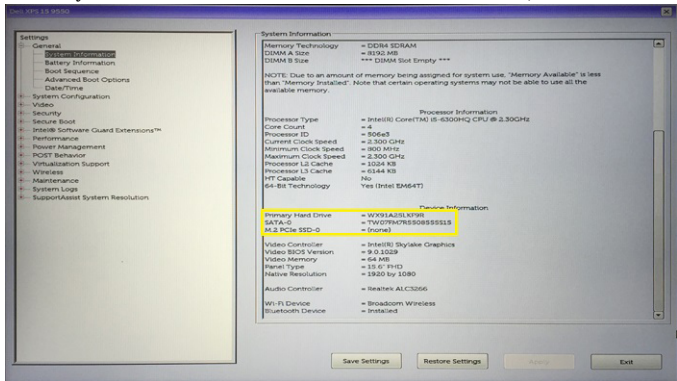 Dell XPS 15 9550
Settings
General
System Information
Battery Information
Boot Sequence
Advanced Boot Options
Date/Time
System Configuration
Video
Security
Secure Boot
Intel® Software Guard Extensions™
Performance
Power Management
POST Behavior
Virtualization Support
Wireless
Maintenance
System Logs
SupportAssist System Resolution
System Information
Memory Technology = DDR4 SDRAM
DIMM A Size = 8192 MB
DIMM B Size *** DIMM Slot Empty ***
NOTE: Due to an amount of memory being assigned for system use, "Memory Available" is less
than "Memory Installed". Note that certain operating systems may not be able to use all the
available memory.
Processor Information
Processor Type = Intel(R) Core(TM) i5-6300HQ CPU @ 2.30GHz
Core Count = 4
Processor ID = 506e3
Current Clock Speed = 2.300 GHz
Minimum Clock Speed = 800 MHz
Maximum Clock Speed = 2.300 GHz
Processor L2 Cache = 1024 KB
Processor L3 Cache = 6144 KB
HT Capable No
64-Bit Technology Yes (Intel EM64T)
Device Information
Primary Hard Drive
SATA-0
M.2 PCIe SSD-0 = (none)
Video Controller = Intel(R) Skylake Graphics
Video BIOS Version = 9.0.1029
Video Memory = 64 MB
Panel Type = 15.6" FHD
Native Resolution = 1920 by 1080
Audio Controller = Realtek ALC3266
Wi-Fi Device = Broadcom Wireless
Bluetooth Device = Installed
Save Settings
Restore Settings
Apply
Exit